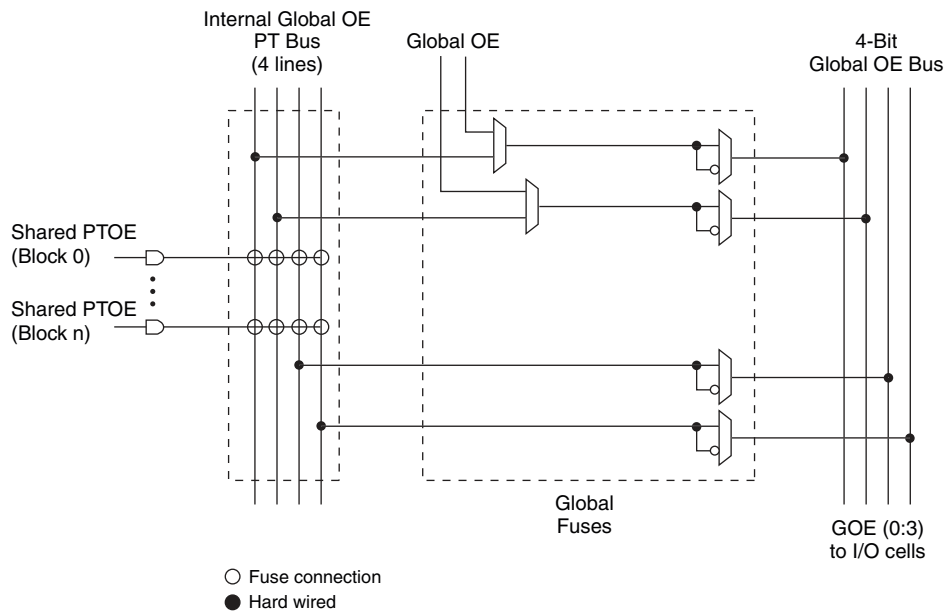 Internal Global OE
PT Bus
(4 lines)
Global OE
4-Bit
Global OE Bus
Shared PTOE
(Block 0)
Shared PTOE
(Block n)
Global
Fuses
GOE (0:3)
to I/O cells
Fuse connection
Hard wired